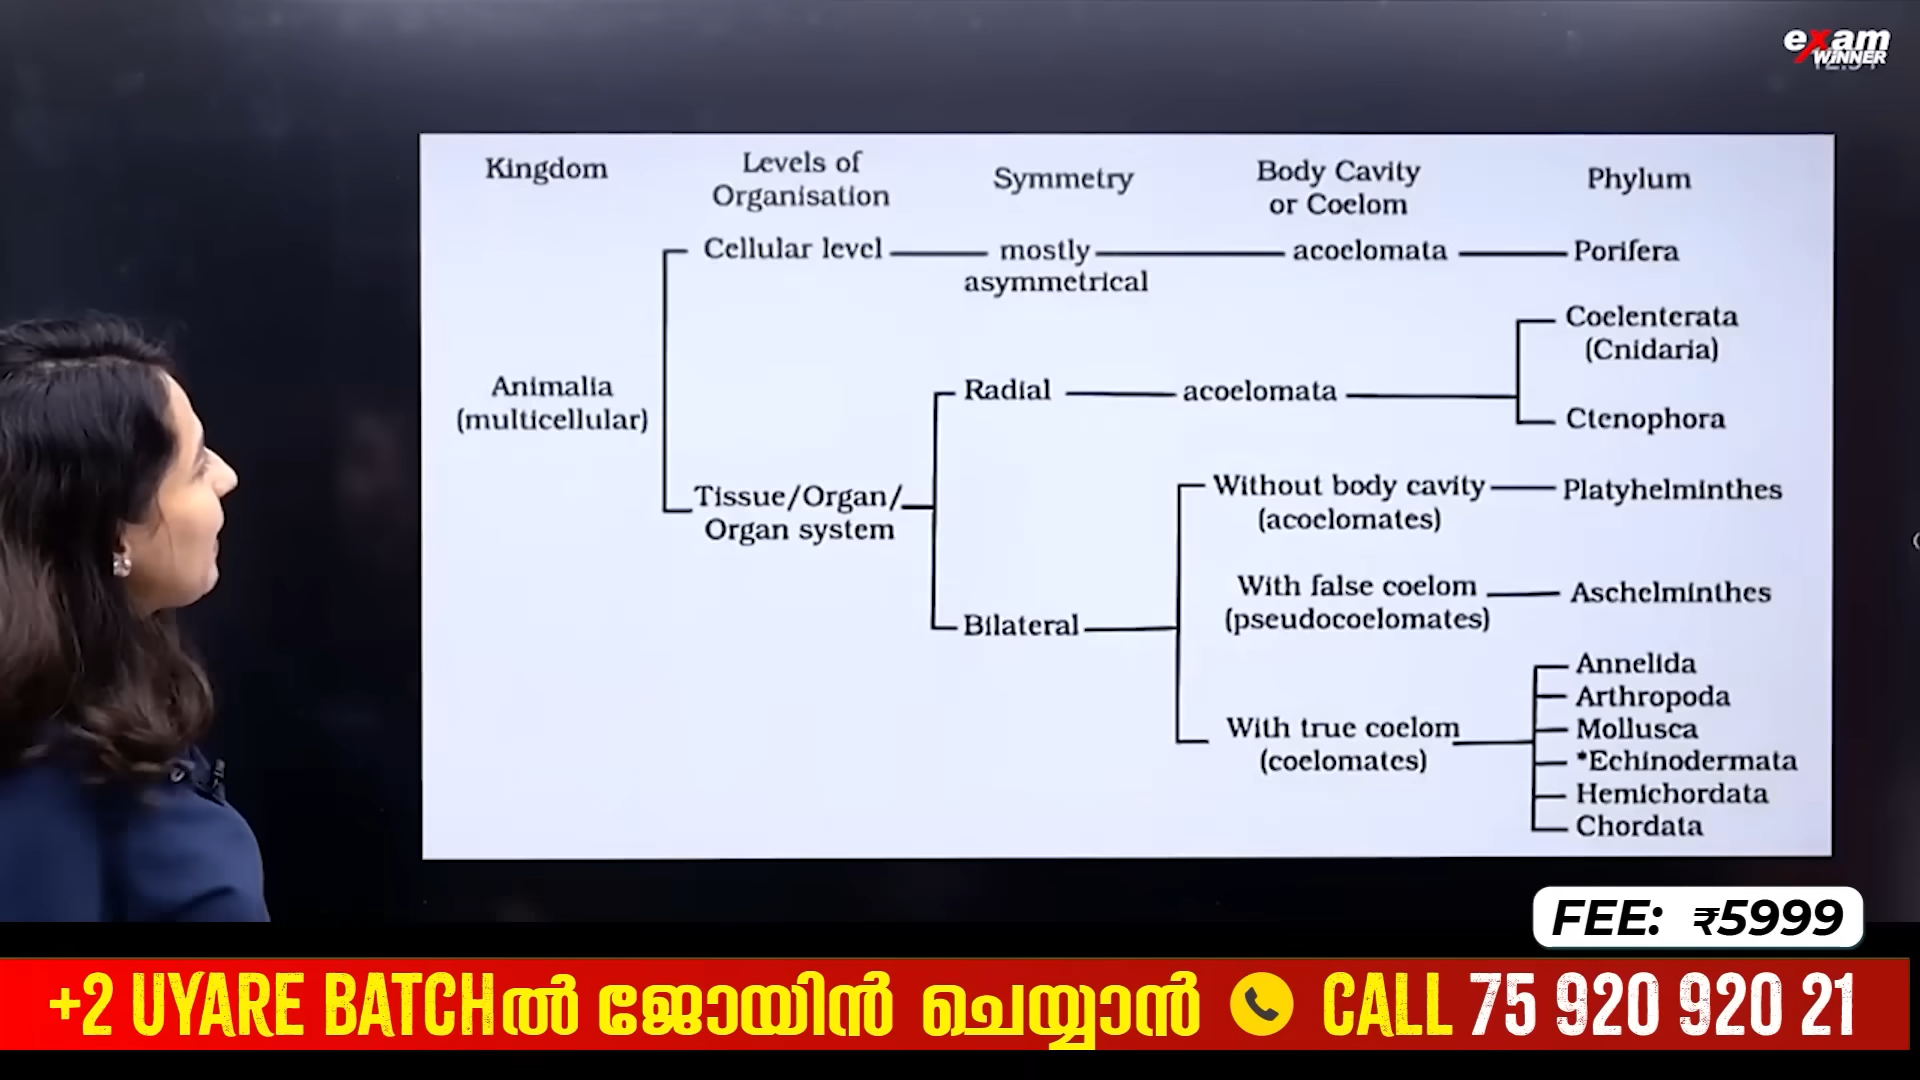 exam
WINNER
Kingdom
Levels of
Organisation
Symmetry
Body Cavity
or Coelom
Phylum
Cellular level
mostly
asymmetrical
acoelomata
Porifera
Coelenterata
(Cnidaria)
Animalia
(multicellular)
Radial
acoelomata
Ctenophora
Tissue/Organ/
Organ system
Without body cavity
(acoelomates)
Platyhelminthes
With false coelom
(pseudocoelomates)
Aschelminthes
Bilateral
With true coelom
(coelomates)
Annelida
Arthropoda
Mollusca
*Echinodermata
Hemichordata
Chordata
FEE: ₹5999
+2 UYARE BATCHൽ ജോയിൻ ചെയ്യാൻ CALL 75 920 920 21